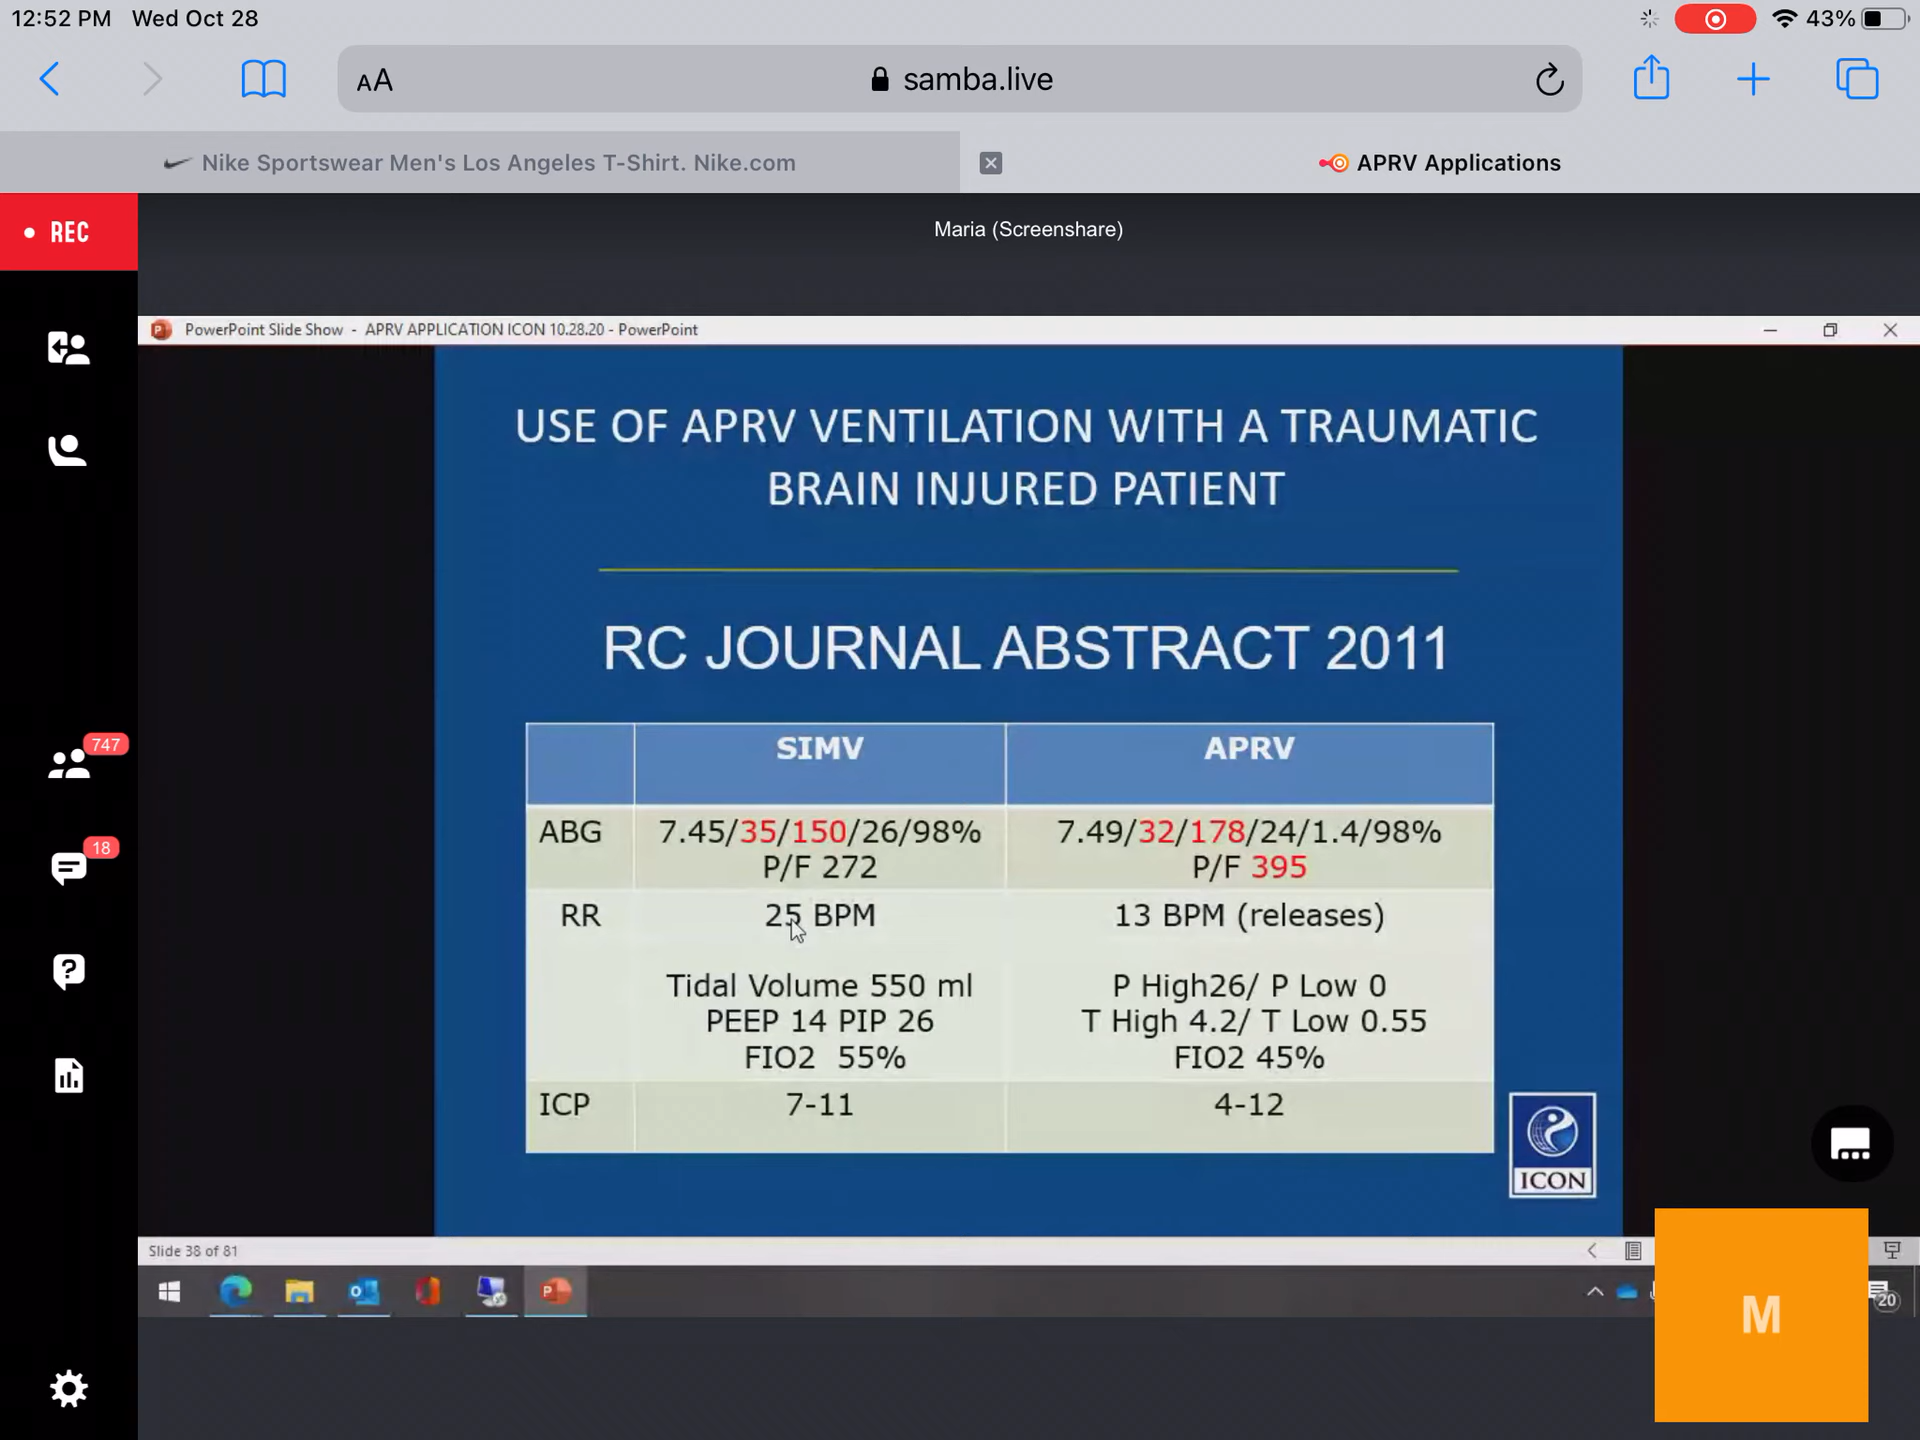 12:52 PM Wed Oct 28
43%
AA
samba.live
Nike Sportswear Men's Los Angeles T-Shirt. Nike.com
APRV Applications
REC
Maria (Screenshare)
PowerPoint Slide Show - APRV APPLICATION ICON 10.28.20 - PowerPoint
USE OF APRV VENTILATION WITH A TRAUMATIC
BRAIN INJURED PATIENT
RC JOURNAL ABSTRACT 2011
SIMV APRV
ABG 7.45/35/150/26/98% 7.49/32/178/24/1.4/98%
P/F 272 P/F 395
RR 25 BPM 13 BPM (releases)
Tidal Volume 550 ml P High26/ P Low 0
PEEP 14 PIP 26 T High 4.2/ T Low 0.55
FIO2 55% FIO2 45%
ICP 7-11 4-12
ICON
747
18
Slide 38 of 81
20
M